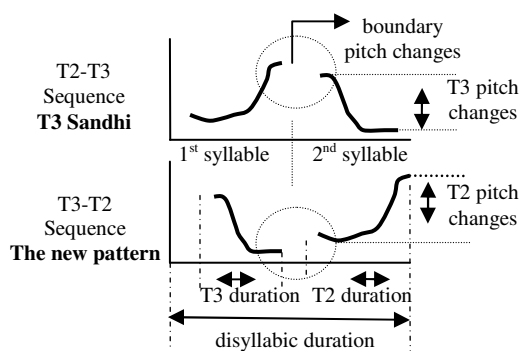 boundary
pitch changes
T2-T3
Sequence
T3 Sandhi
T3 pitch
changes
1st syllable
2nd syllable
T3-T2
Sequence
The new pattern
T2 pitch
changes
T3 duration
T2 duration
disyllabic duration